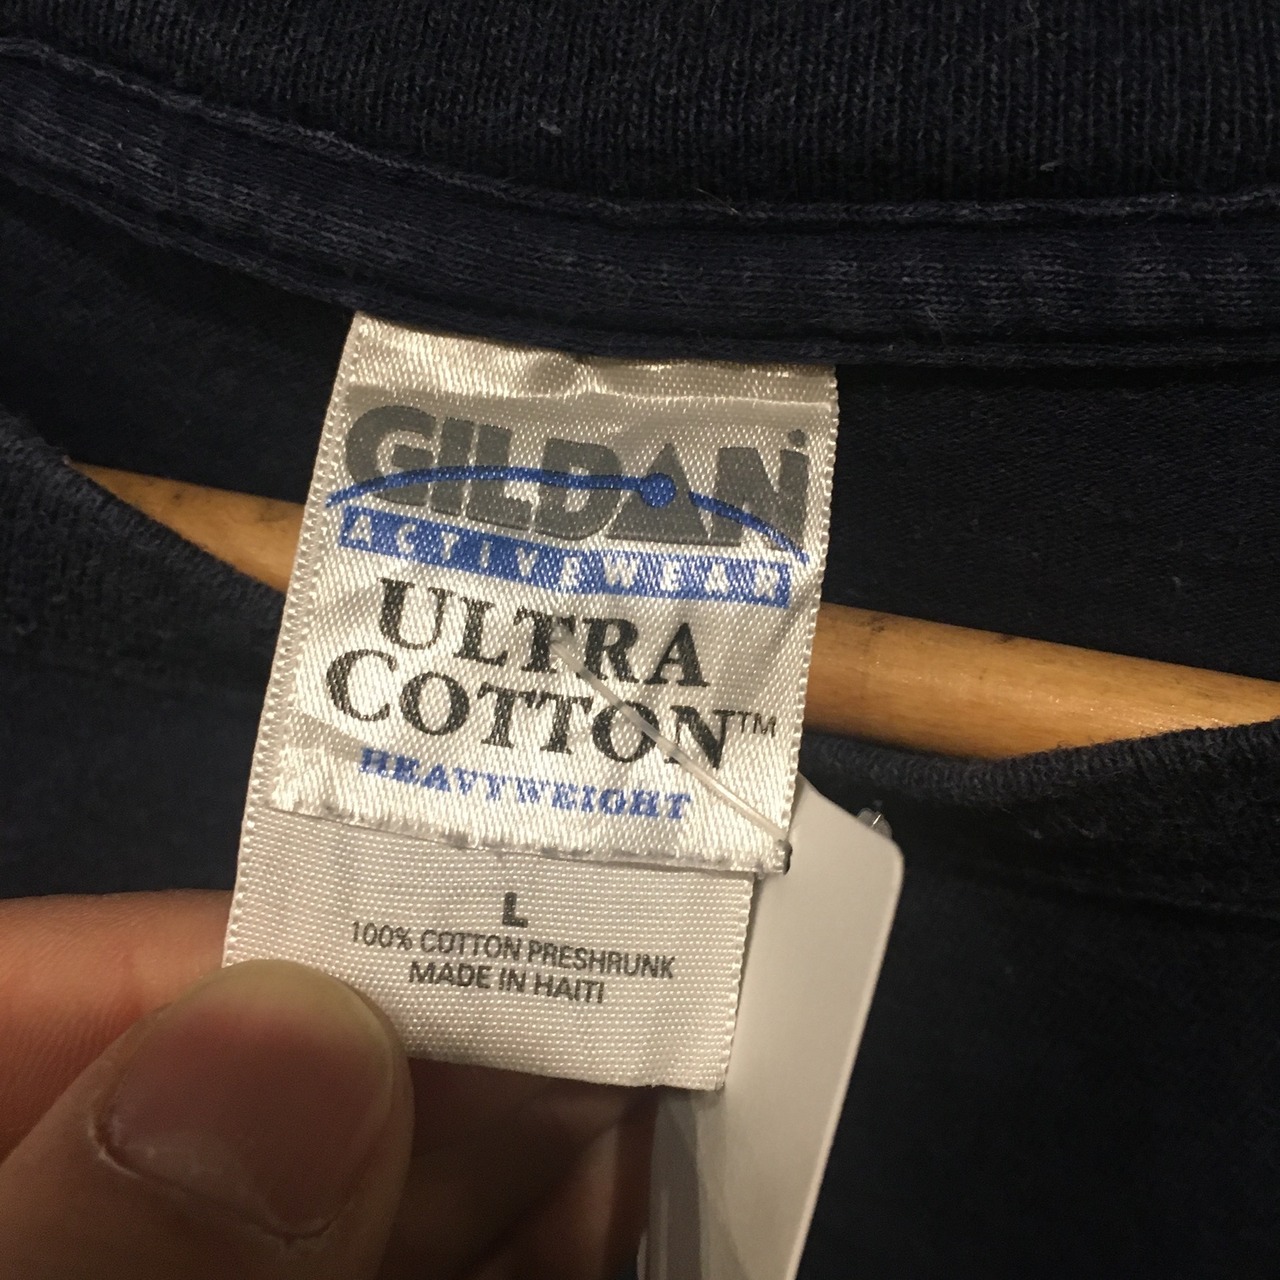 GILDAN
ACTIVEWEAR
ULTRA
COTTON™
HEAVYWEIGHT
L
100% COTTON PRESHRUNK
MADE IN HAITI